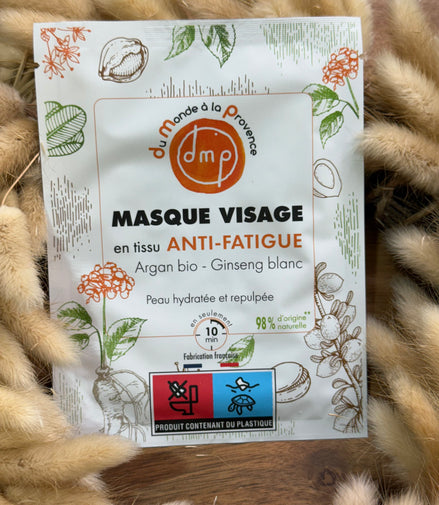 du Monde à la Provence
dmp
MASQUE VISAGE
en tissu ANTI-FATIGUE
Argan bio - Ginseng blanc
Peau hydratée et repulpée
en seulement
10
min
98% d'origine**
naturelle
Fabrication française
PRODUIT CONTENANT DU PLASTIQUE